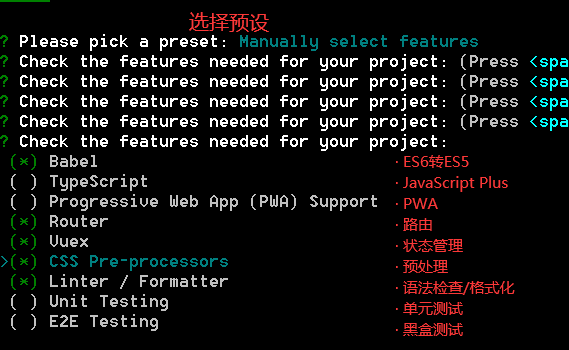 选择预设
? Please pick a preset: Manually select features
? Check the features needed for your project: (Press <spa
? Check the features needed for your project: (Press <spa
? Check the features needed for your project: (Press <spa
? Check the features needed for your project: (Press <spa
? Check the features needed for your project:
(*) Babel · ES6转ES5
( ) TypeScript · JavaScript Plus
( ) Progressive Web App (PWA) Support · PWA
(*) Router · 路由
(*) Vuex · 状态管理
>(*) CSS Pre-processors · 预处理
(*) Linter / Formatter · 语法检查/格式化
( ) Unit Testing · 单元测试
( ) E2E Testing · 黑盒测试